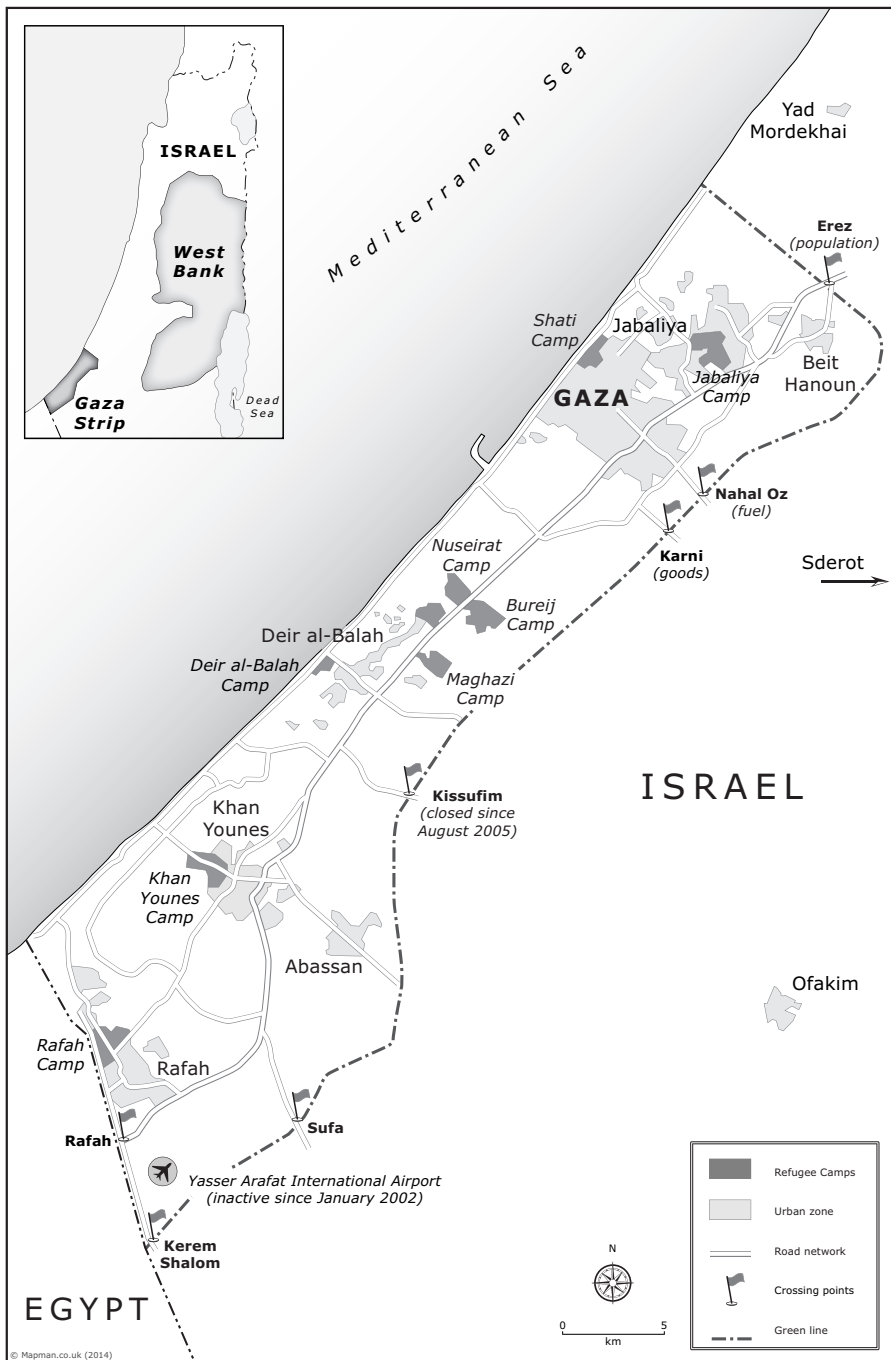 ISRAEL
West
Bank
Gaza
Strip
Dead
Sea
Mediterranean Sea
Yad
Mordekhai
Erez
(population)
Shati
Camp
Jabaliya
Jabaliya
Camp
Beit
Hanoun
GAZA
Nahal Oz
(fuel)
Karni
(goods)
Sderot
Nuseirat
Camp
Bureij
Camp
Deir al-Balah
Deir al-Balah
Camp
Maghazi
Camp
Kissufim
(closed since
August 2005)
ISRAEL
Khan
Younes
Khan
Younes
Camp
Abassan
Ofakim
Rafah
Camp
Rafah
Rafah
Sufa
Yasser Arafat International Airport
(inactive since January 2002)
Kerem
Shalom
EGYPT
N
0 5
km
Refugee Camps
Urban zone
Road network
Crossing points
Green line
© Mapman.co.uk (2014)